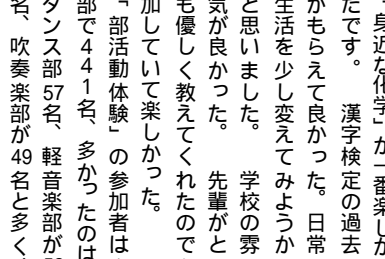 「身近な化学」が一番楽しか
たです。　漢字検定の過去
がもらえて良かった。日常
生活を少し変えてみようか
と思いました。　学校の雰
気が良かった。　先輩がと
も優しく教えてくれたので
加していて楽しかった。
「部活動体験」の参加者は
部で441名、多かったのは
ダンス部57名、軽音楽部が
名、吹奏楽部が49名と多く